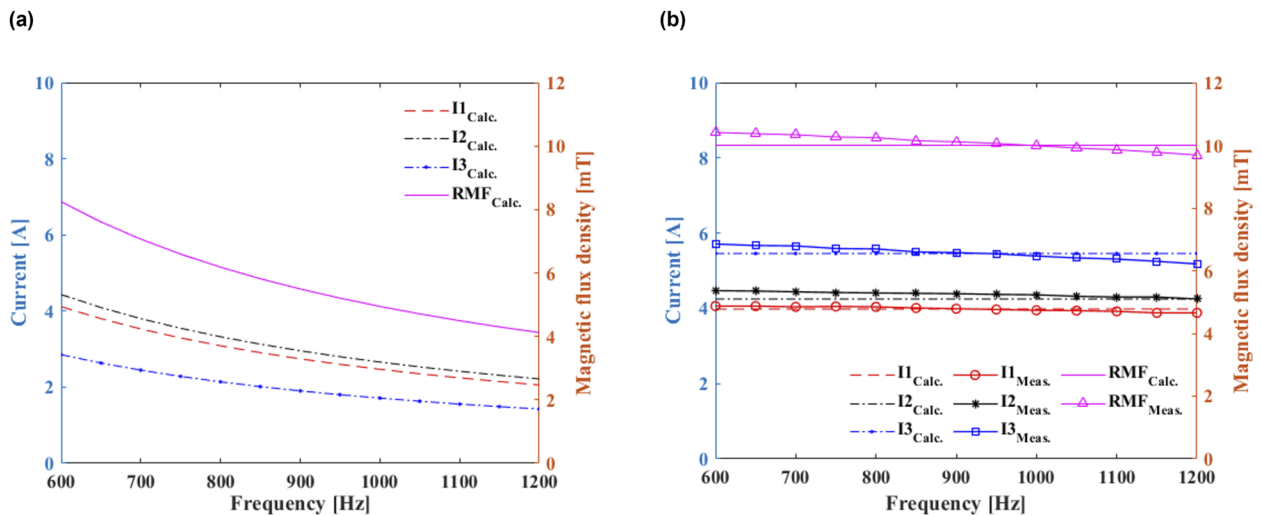 (a)
(b)
10
8
6
4
2
0
Current [A]
12
10
8
6
4
2
0
Magnetic flux density [mT]
I1Calc.
I2Calc.
I3Calc.
RMFCalc.
600 700 800 900 1000 1100 1200
Frequency [Hz]
10
8
6
4
2
0
Current [A]
12
10
8
6
4
2
0
Magnetic flux density [mT]
I1Calc. I1Meas. RMFCalc.
I2Calc. I2Meas. RMFMeas.
I3Calc. I3Meas.
600 700 800 900 1000 1100 1200
Frequency [Hz]